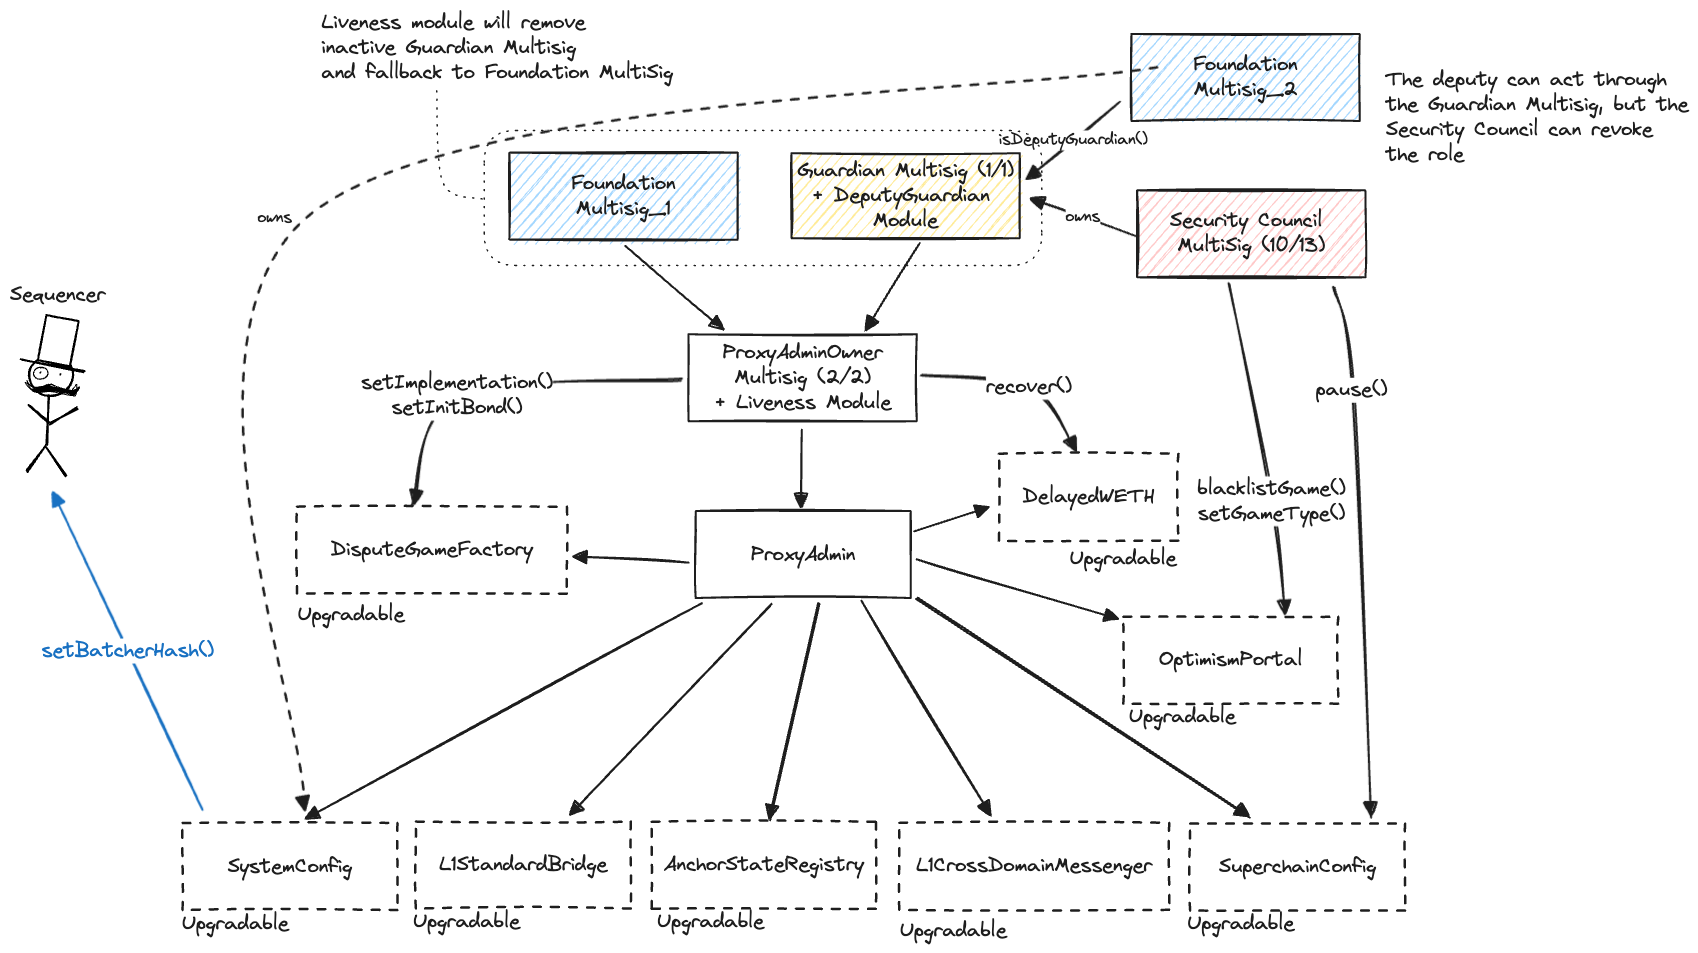 Liveness module will remove
inactive Guardian Multisig
and fallback to Foundation MultiSig
Foundation
Multisig_2
The deputy can act through
the Guardian Multisig, but the
Security Council can revoke
the role
isDeputyGuardian()
Foundation
Multisig_1
Guardian Multisig (1/1)
+ DeputyGuardian
Module
owns
owns
Security Council
MultiSig (10/13)
Sequencer
ProxyAdminOwner
Multisig (2/2)
+ Liveness Module
setImplementation()
setInitBond()
recover()
pause()
DelayedWETH
Upgradable
blacklistGame()
setGameType()
DisputeGameFactory
Upgradable
ProxyAdmin
setBatcherHash()
OptimismPortal
Upgradable
SystemConfig
Upgradable
L1StandardBridge
Upgradable
AnchorStateRegistry
Upgradable
L1CrossDomainMessenger
Upgradable
SuperchainConfig
Upgradable